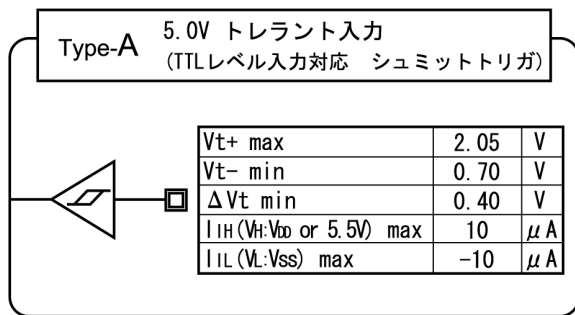 Type-A
5.0V トレラント入力
(TTLレベル入力対応 シュミットトリガ)
Vt+ max 2.05 V
Vt- min 0.70 V
ΔVt min 0.40 V
IIH(VH:VDD or 5.5V) max 10 μA
IIL(VL:VSS) max -10 μA